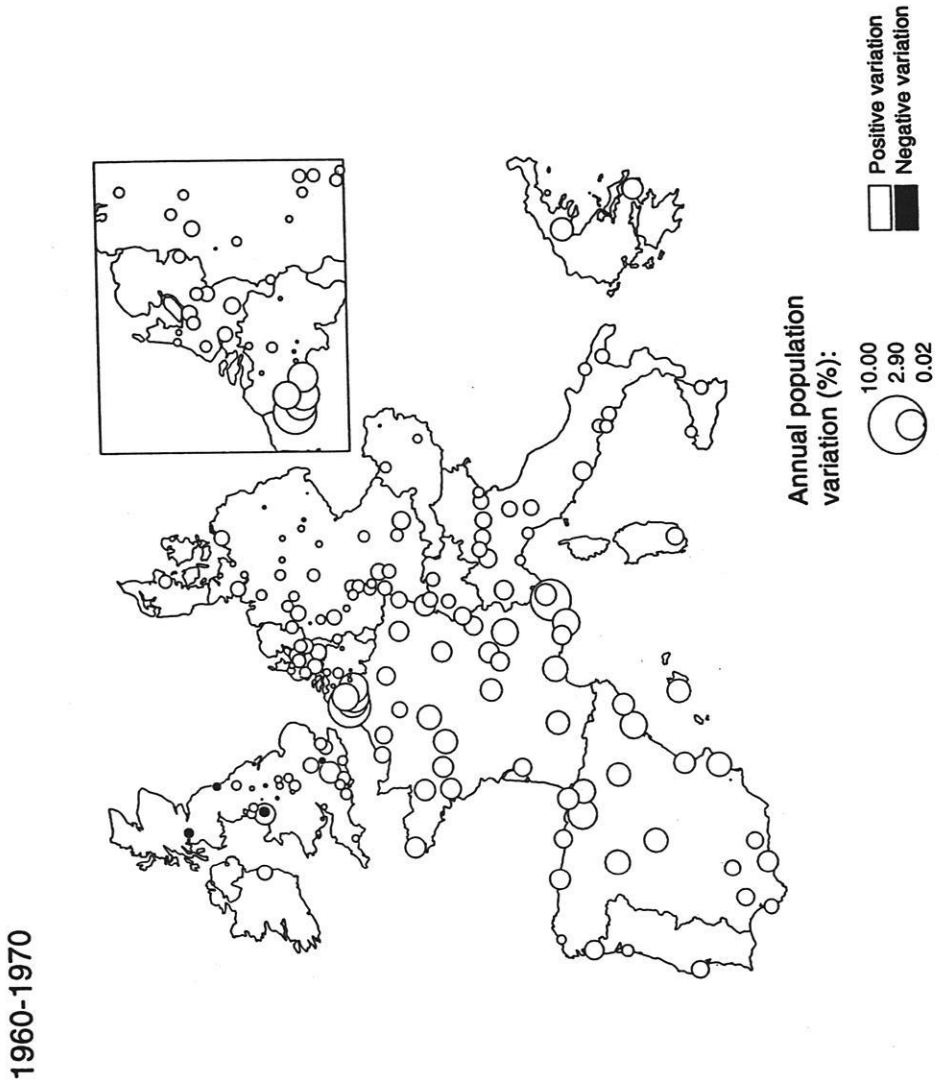 1960-1970
Annual population
variation (%):
10.00
2.90
0.02
Positive variation
Negative variation